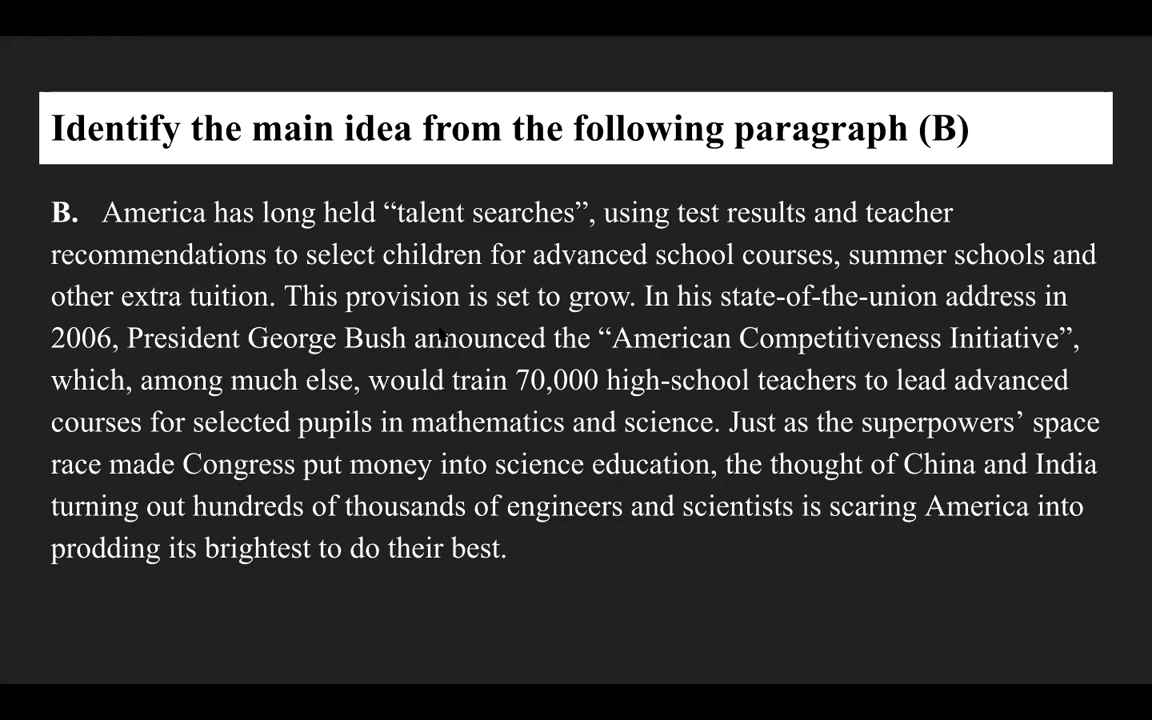 Identify the main idea from the following paragraph (B)
B. America has long held “talent searches”, using test results and teacher
recommendations to select children for advanced school courses, summer schools and
other extra tuition. This provision is set to grow. In his state-of-the-union address in
2006, President George Bush announced the “American Competitiveness Initiative”,
which, among much else, would train 70,000 high-school teachers to lead advanced
courses for selected pupils in mathematics and science. Just as the superpowers’ space
race made Congress put money into science education, the thought of China and India
turning out hundreds of thousands of engineers and scientists is scaring America into
prodding its brightest to do their best.